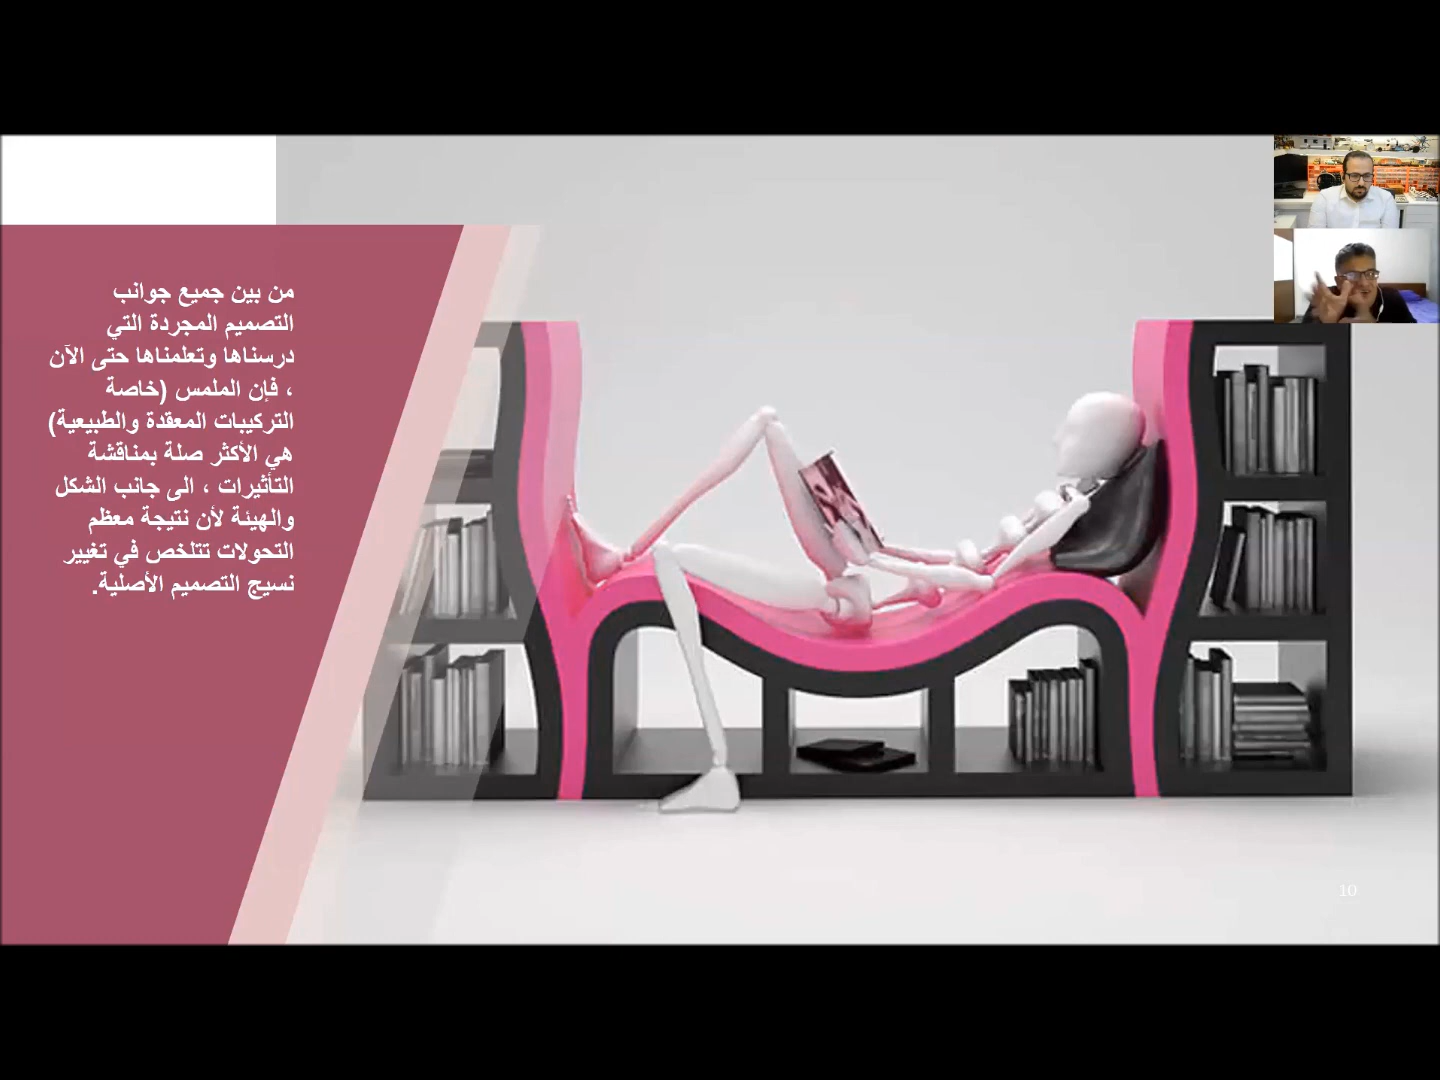 من بين جميع جوانب
التصميم المجردة التي
درسناها وتعلمناها حتى الآن
، فإن الملمس (خاصة
التركيبات المعقدة والطبيعية)
هي الأكثر صلة بمناقشة
التأثيرات ، الى جانب الشكل
والهيئة لأن نتيجة معظم
التحولات تتلخص في تغيير
نسيج التصميم الأصلية.
10